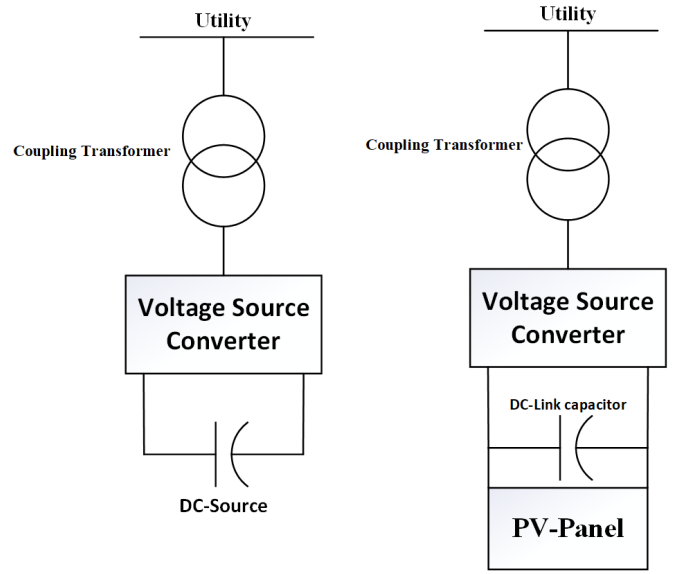 Utility
Coupling Transformer
Voltage Source
Converter
DC-Source
Utility
Coupling Transformer
Voltage Source
Converter
DC-Link capacitor
PV-Panel